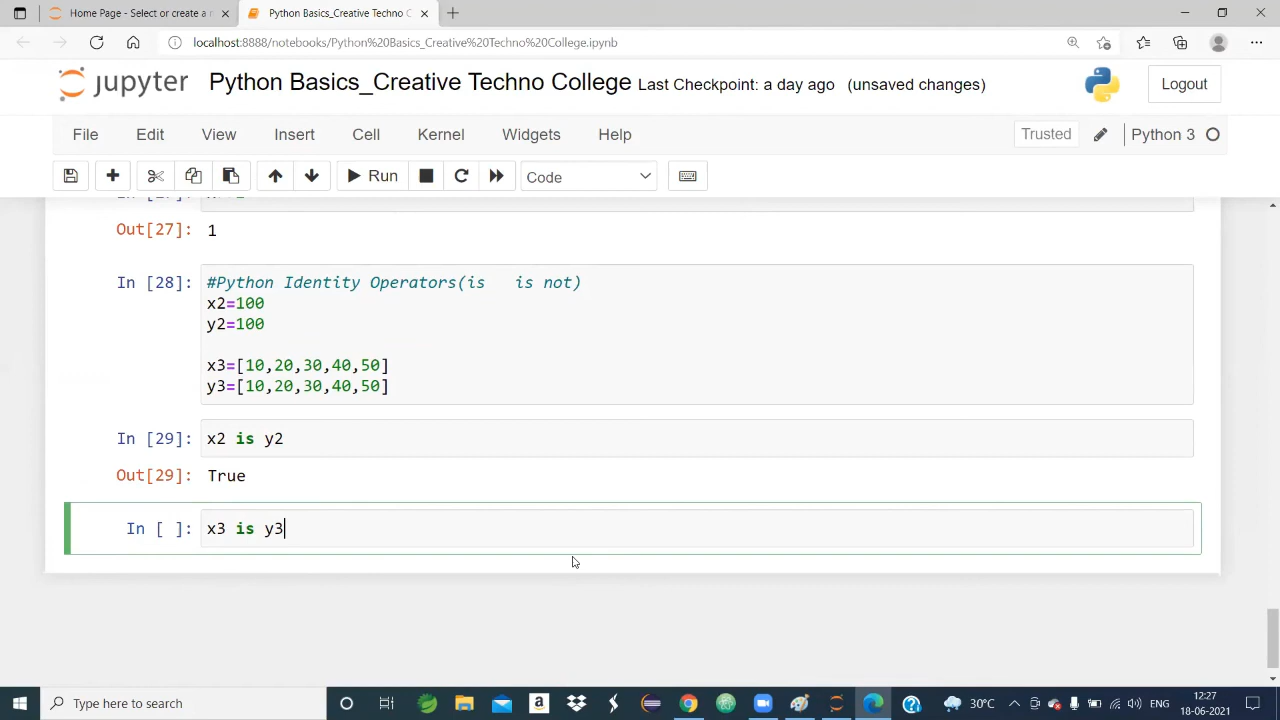 Home Page - Select or create a n
Python Basics_Creative Techno C
localhost:8888/notebooks/Python%20Basics_Creative%20Techno%20College.ipynb
jupyter Python Basics_Creative Techno College Last Checkpoint: a day ago (unsaved changes) Logout
File Edit View Insert Cell Kernel Widgets Help Trusted Python 3
Run Code
Out[27]: 1
In [28]: #Python Identity Operators(is   is not)
x2=100
y2=100
x3=[10,20,30,40,50]
y3=[10,20,30,40,50]
In [29]: x2 is y2
Out[29]: True
In [ ]: x3 is y3
Type here to search
30°C
ENG
12:27
18-06-2021